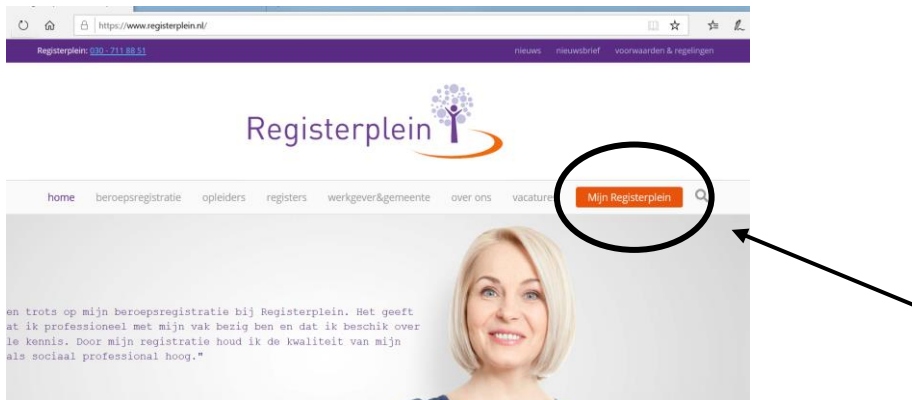 https://www.registerplein.nl/
Registerplein: 030 - 711 88 51 nieuws nieuwsbrief voorwaarden & regelingen
Registerplein
home beroepsregistratie opleiders registers werkgever&gemeente over ons vacature Mijn Registerplein
en trots op mijn beroepsregistratie bij Registerplein. Het geeft
at ik professioneel met mijn vak bezig ben en dat ik beschik over
le kennis. Door mijn registratie houd ik de kwaliteit van mijn
als sociaal professional hoog."